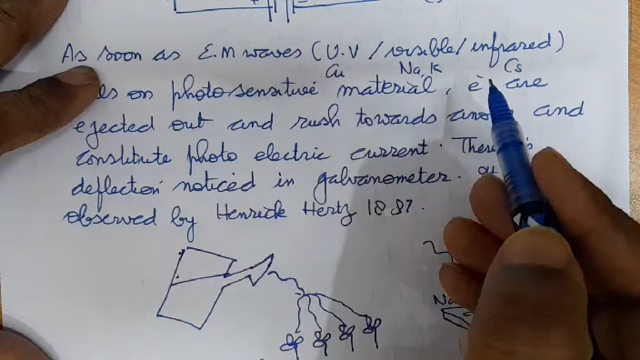 As soon as E.M waves (U.V / visible / infrared)
Cu Na, K Cs
on photosensitive material, e⁻ are
ejected out and rush towards and
constitute photo electric current. There is
deflection noticed in galvanometer.
observed by Henrick Hertz 1887.
Na